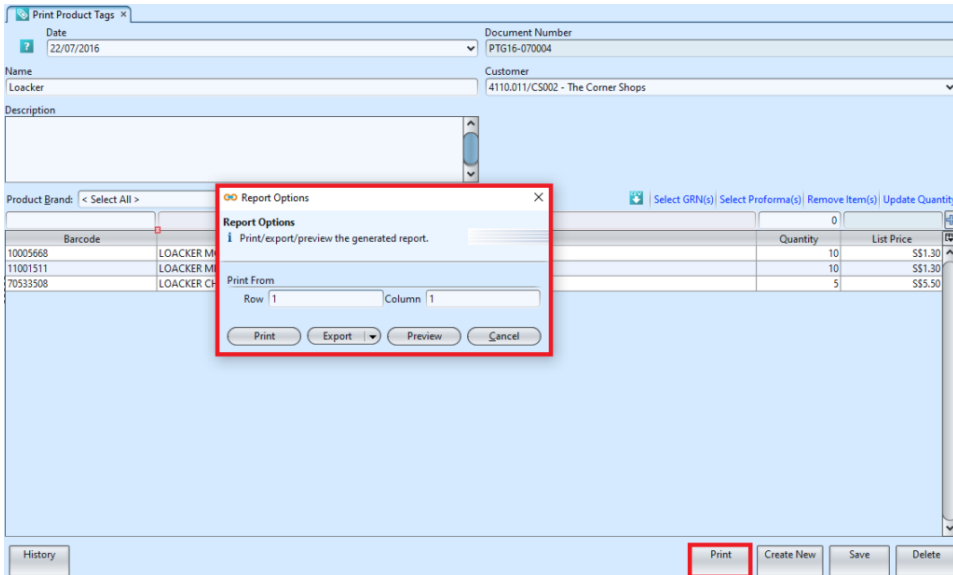 Print Product Tags ×
Date
Document Number
?
22/07/2016
PTG16-070004
Name
Customer
Loacker
4110.011/CS002 - The Corner Shops
Description
Product Brand: < Select All >
Select GRN(s) Select Proforma(s) Remove Item(s) Update Quantity
0
Barcode Quantity List Price
10005668 LOACKER 10 S$1.30
11001511 LOACKER 10 S$1.30
70533508 LOACKER 5 S$5.50
Report Options
Report Options
i Print/export/preview the generated report.
Print From
Row 1 Column 1
Print Export Preview Cancel
History Print Create New Save Delete